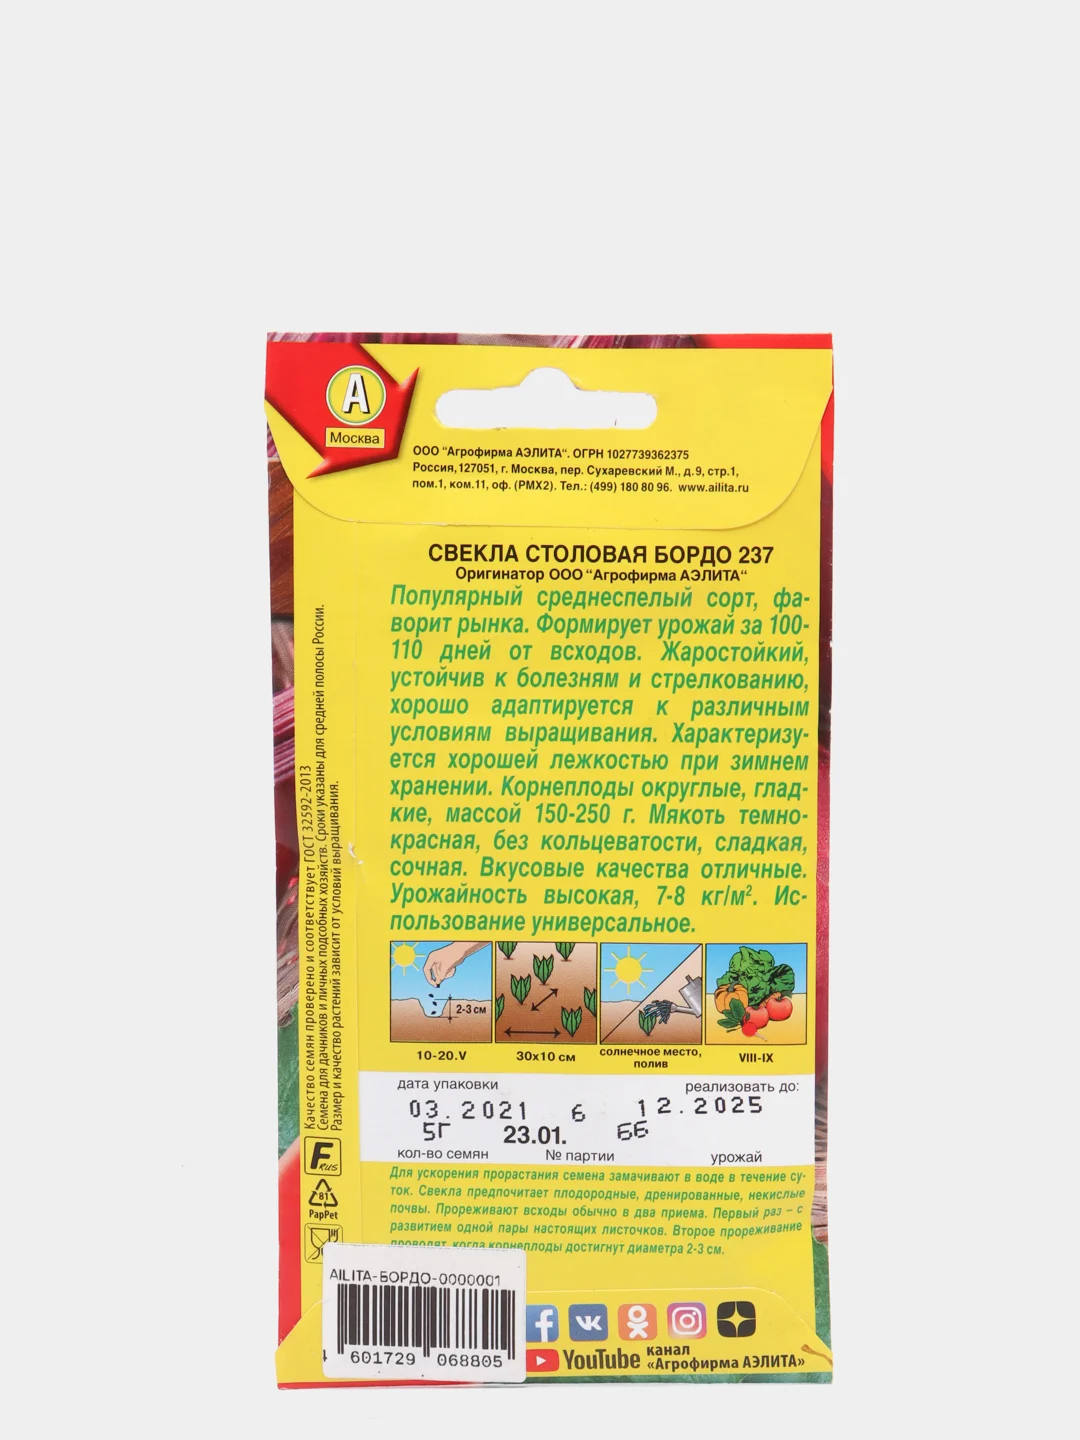 А
Москва
ООО "Агрофирма АЭЛИТА". ОГРН 1027739362375
Россия,127051, г. Москва, пер. Сухаревский М., д.9, стр.1,
пом.1, ком.11, оф. (РМХ2). Тел.: (499) 180 80 96. www.ailita.ru
СВЕКЛА СТОЛОВАЯ БОРДО 237
Оригинатор ООО "Агрофирма АЭЛИТА"
Популярный среднеспелый сорт, фа-
ворит рынка. Формирует урожай за 100-
110 дней от всходов. Жаростойкий,
устойчив к болезням и стрелкованию,
хорошо адаптируется к различным
условиям выращивания. Характеризу-
ется хорошей лежкостью при зимнем
хранении. Корнеплоды округлые, глад-
кие, массой 150-250 г. Мякоть темно-
красная, без кольцеватости, сладкая,
сочная. Вкусовые качества отличные.
Урожайность высокая, 7-8 кг/м². Ис-
пользование универсальное.
2-3 см
10-20.V
30х10 см
солнечное место,
полив
VIII-IX
дата упаковки
реализовать до:
03.2021 6 12.2025
5Г 23.01. ББ
кол-во семян № партии урожай
Для ускорения прорастания семена замачивают в воде в течение су-
ток. Свекла предпочитает плодородные, дренированные, некислые
почвы. Прореживают всходы обычно в два приема. Первый раз – с
развитием одной пары настоящих листочков. Второе прореживание
проводят, когда корнеплоды достигнут диаметра 2-3 см.
Качество семян проверено и соответствует ГОСТ 32592-2013
Семена для дачников и личных подсобных хозяйств. Сроки указаны для средней полосы России.
Размер и качество растений зависит от условий выращивания.
F RUS
81
PapPet
AILITA-БОРДО-0000001
4 601729 068805
YouTube
канал
«Агрофирма АЭЛИТА»